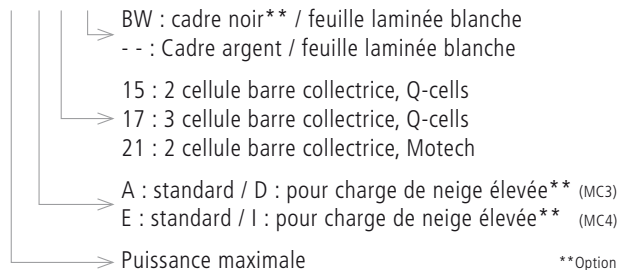 BW : cadre noir** / feuille laminée blanche
- - : Cadre argent / feuille laminée blanche
15 : 2 cellule barre collectrice, Q-cells
17 : 3 cellule barre collectrice, Q-cells
21 : 2 cellule barre collectrice, Motech
A : standard / D : pour charge de neige élevée** (MC3)
E : standard / I : pour charge de neige élevée** (MC4)
Puissance maximale **Option